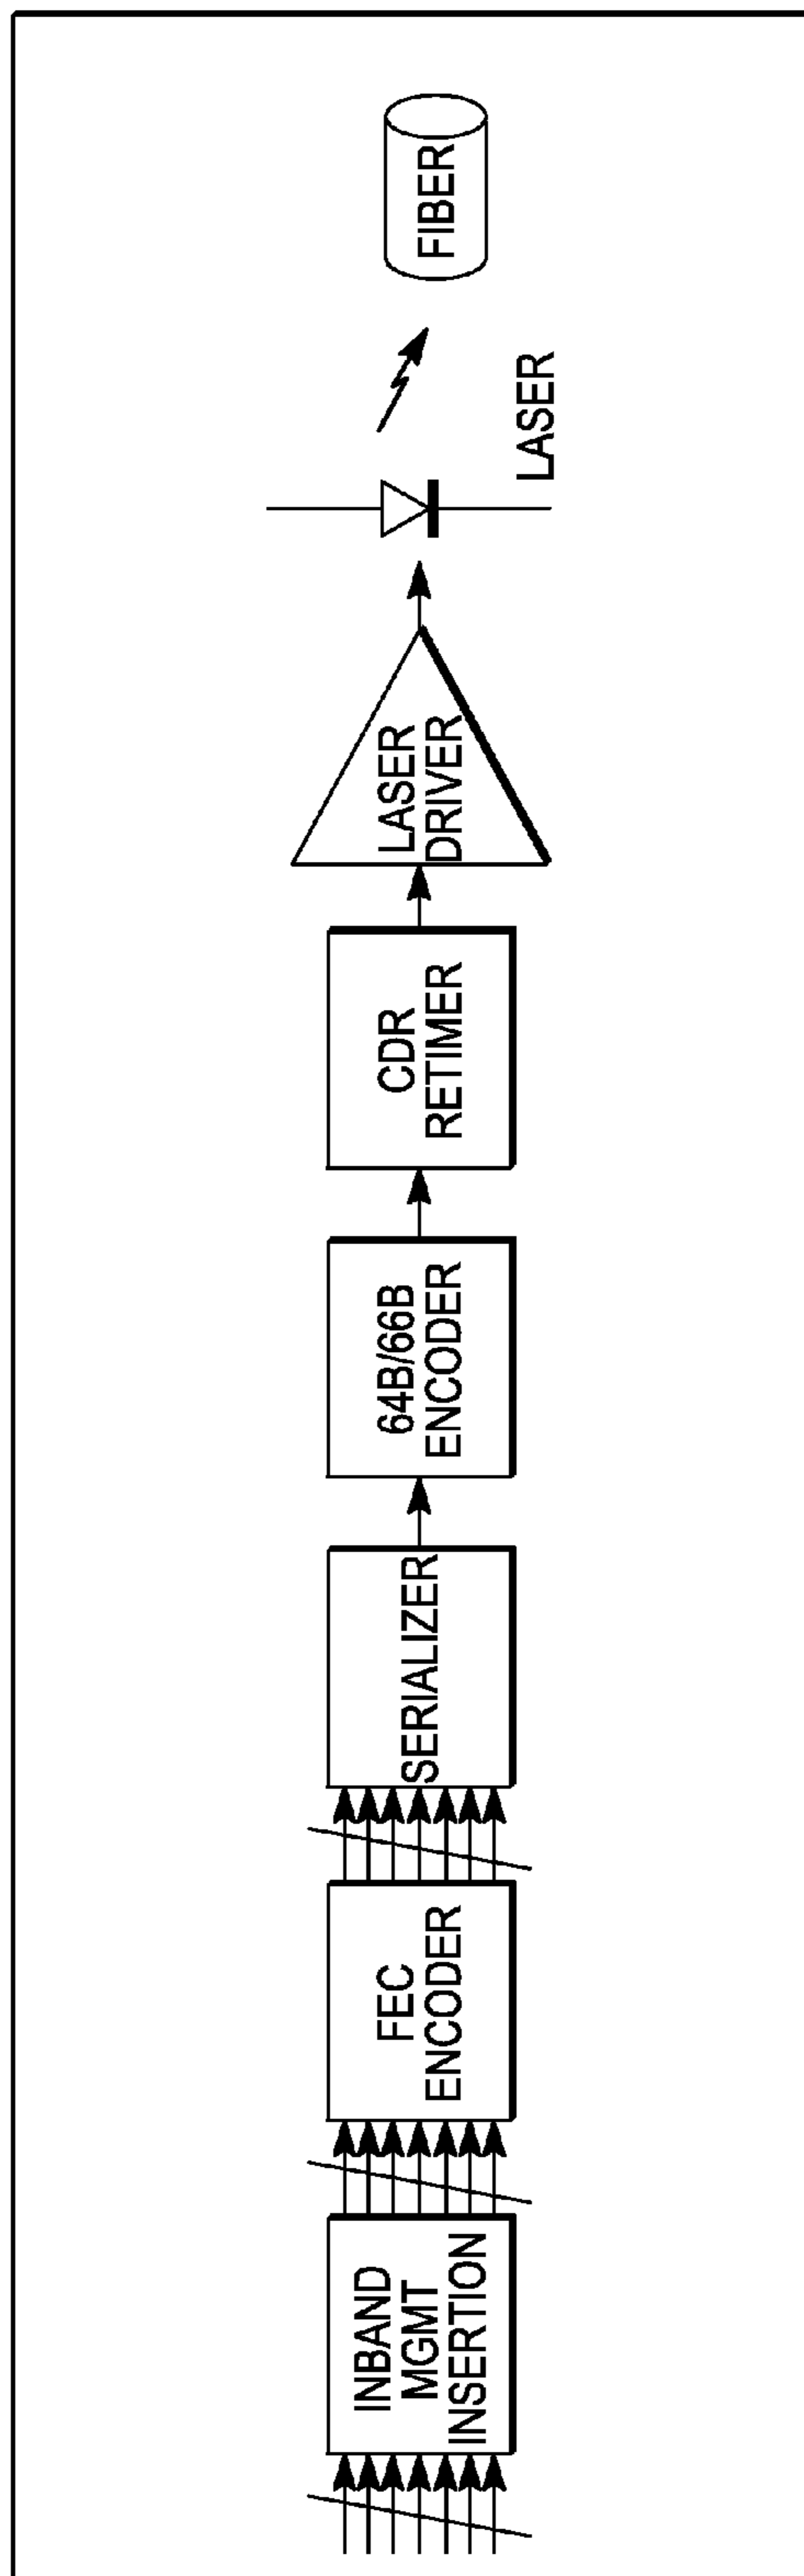 INBAND
MGMT
INSERTION
FEC
ENCODER
SERIALIZER
64B/66B
ENCODER
CDR
RETIMER
LASER
DRIVER
LASER
FIBER